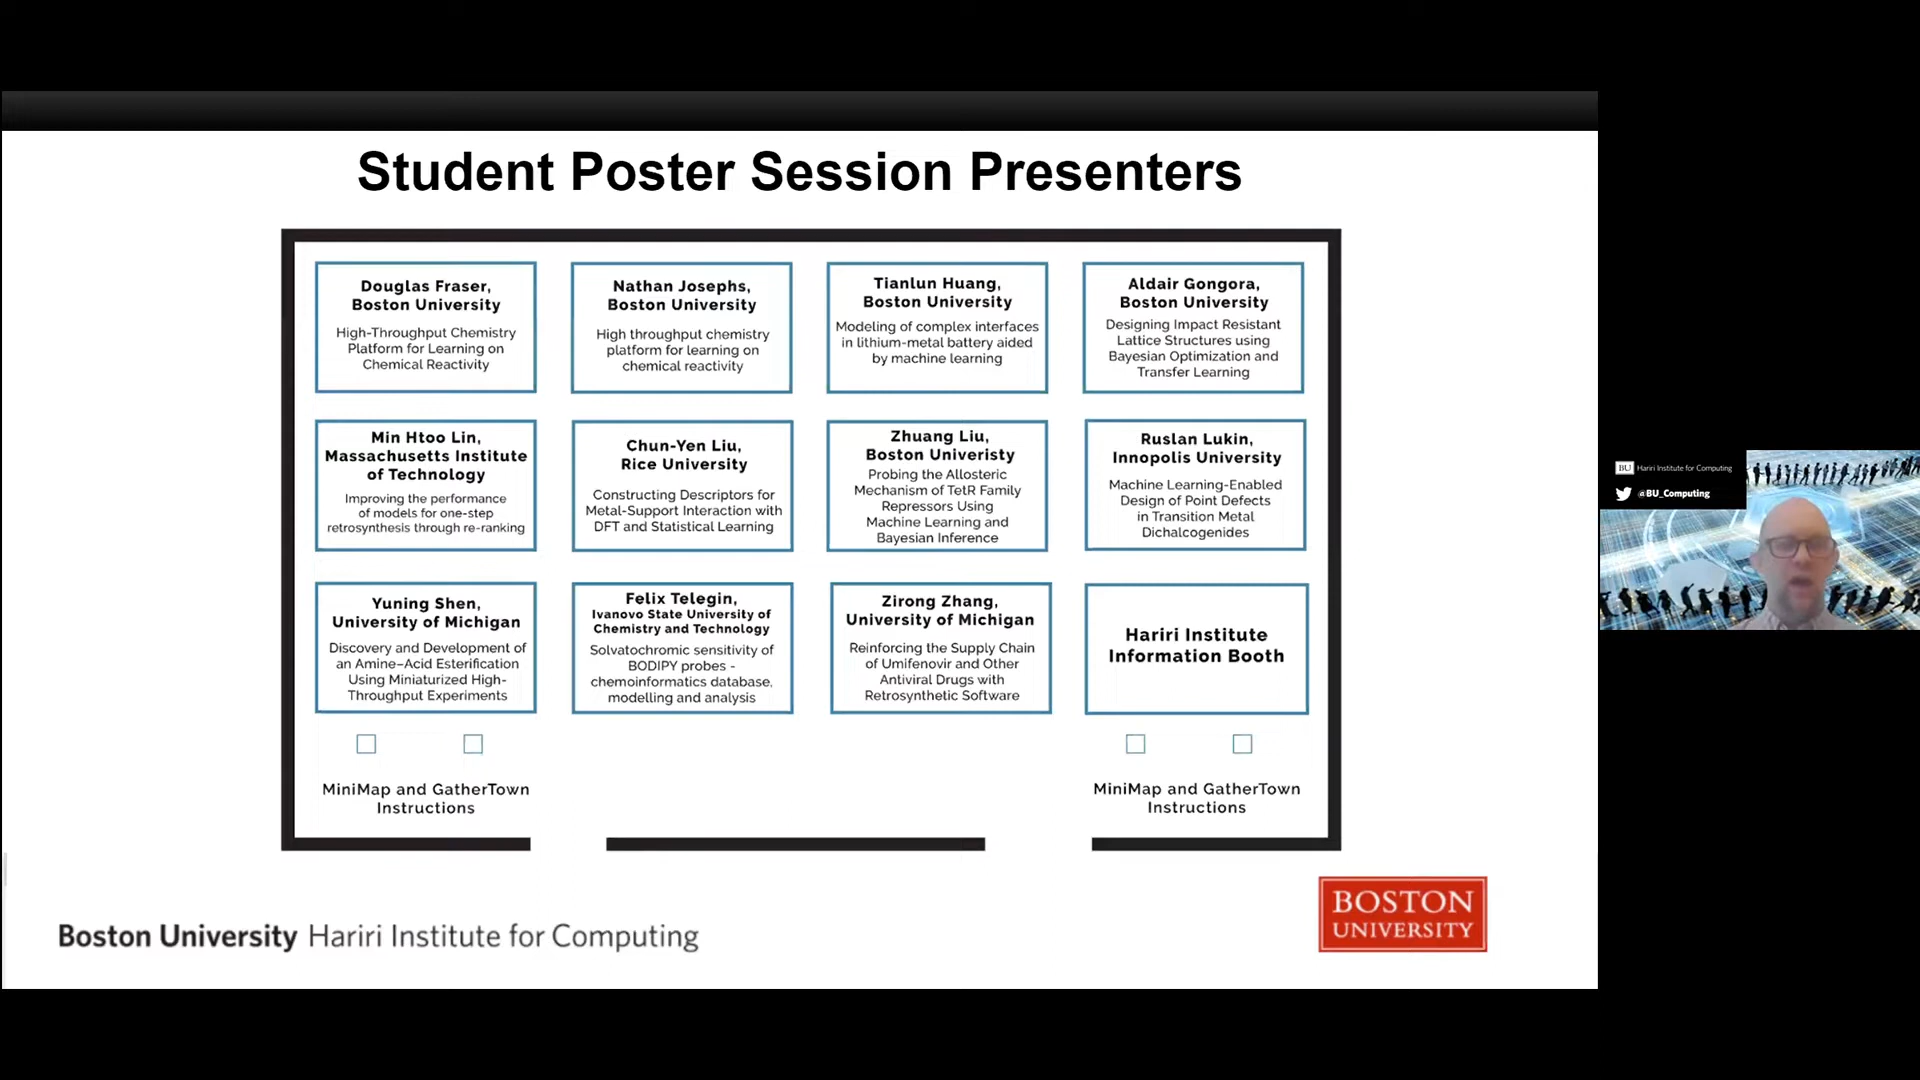 Student Poster Session Presenters
Douglas Fraser,
Boston University
High-Throughput Chemistry
Platform for Learning on
Chemical Reactivity
Nathan Josephs,
Boston University
High throughput chemistry
platform for learning on
chemical reactivity
Tianlun Huang,
Boston University
Modeling of complex interfaces
in lithium-metal battery aided
by machine learning
Aldair Gongora,
Boston University
Designing Impact Resistant
Lattice Structures using
Bayesian Optimization and
Transfer Learning
Min Htoo Lin,
Massachusetts Institute
of Technology
Improving the performance
of models for one-step
retrosynthesis through re-ranking
Chun-Yen Liu,
Rice University
Constructing Descriptors for
Metal-Support Interaction with
DFT and Statistical Learning
Zhuang Liu,
Boston Univeristy
Probing the Allosteric
Mechanism of TetR Family
Repressors Using
Machine Learning and
Bayesian Inference
Ruslan Lukin,
Innopolis University
Machine Learning-Enabled
Design of Point Defects
in Transition Metal
Dichalcogenides
Yuning Shen,
University of Michigan
Discovery and Development of
an Amine–Acid Esterification
Using Miniaturized High-
Throughput Experiments
Felix Telegin,
Ivanovo State University of
Chemistry and Technology
Solvatochromic sensitivity of
BODIPY probes -
chemoinformatics database,
modelling and analysis
Zirong Zhang,
University of Michigan
Reinforcing the Supply Chain
of Umifenovir and Other
Antiviral Drugs with
Retrosynthetic Software
Hariri Institute
Information Booth
MiniMap and GatherTown
Instructions
MiniMap and GatherTown
Instructions
Boston University Hariri Institute for Computing
BOSTON
UNIVERSITY
BU Hariri Institute for Computing
@BU_Computing